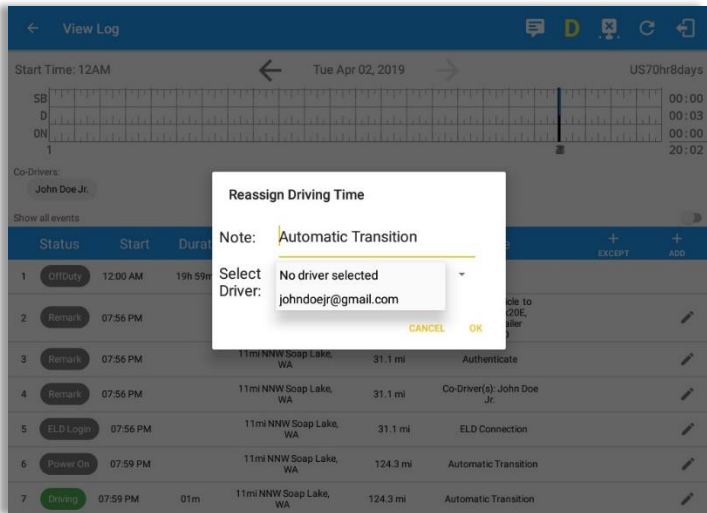 View Log
D
Start Time: 12AM
Tue Apr 02, 2019
US70hr8days
SB
00:00
D
00:03
ON
00:00
1
20:02
Co-Drivers:
John Doe Jr.
Show all events
Reassign Driving Time
Note: Automatic Transition
Select Driver:
No driver selected
johndoejr@gmail.com
CANCEL OK
Status Start
EXCEPT
ADD
1 OffDuty 12:00 AM 19h 59m
2 Remark 07:56 PM
3 Remark 07:56 PM 11mi NNW Soap Lake, WA 31.1 mi Authenticate
4 Remark 07:56 PM 11mi NNW Soap Lake, WA 31.1 mi Co-Driver(s): John Doe Jr.
5 ELD Login 07:56 PM 11mi NNW Soap Lake, WA 31.1 mi ELD Connection
6 Power On 07:59 PM 11mi NNW Soap Lake, WA 124.3 mi Automatic Transition
7 Driving 07:59 PM 01m 11mi NNW Soap Lake, WA 124.3 mi Automatic Transition